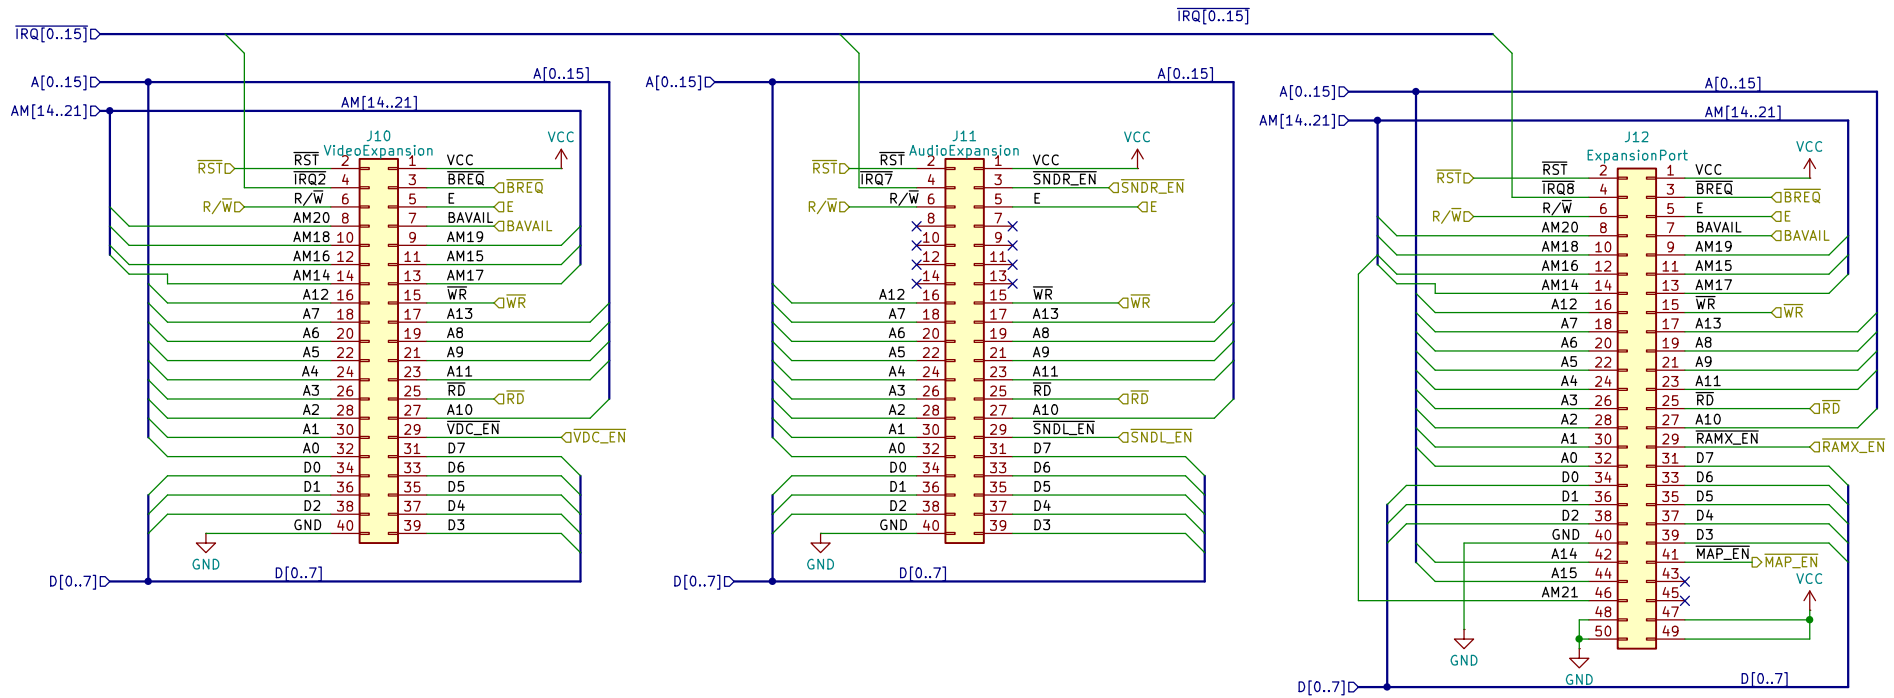 IRQ[0..15]
IRQ[0..15]
A[0..15]
A[0..15]
AM[14..21]
AM[14..21]
J10
VideoExpansion
VCC
RST
RST 2 1 VCC
IRQ2 4 3 BREQ
BREQ
R/W
R/W 6 5 E
E
AM20 8 7 BAVAIL
BAVAIL
AM18 10 9 AM19
AM16 12 11 AM15
AM14 14 13 AM17
A12 16 15 WR
WR
A7 18 17 A13
A6 20 19 A8
A5 22 21 A9
A4 24 23 A11
A3 26 25 RD
RD
A2 28 27 A10
A1 30 29 VDC_EN
VDC_EN
A0 32 31 D7
D0 34 33 D6
D1 36 35 D5
D2 38 37 D4
GND 40 39 D3
GND
D[0..7]
D[0..7]
A[0..15]
A[0..15]
J11
AudioExpansion
VCC
RST
RST 2 1 VCC
IRQ7 4 3 SNDR_EN
SNDR_EN
R/W
R/W 6 5 E
E
8 7
10 9
12 11
14 13
A12 16 15 WR
WR
A7 18 17 A13
A6 20 19 A8
A5 22 21 A9
A4 24 23 A11
A3 26 25 RD
RD
A2 28 27 A10
A1 30 29 SNDL_EN
SNDL_EN
A0 32 31 D7
D0 34 33 D6
D1 36 35 D5
D2 38 37 D4
GND 40 39 D3
GND
D[0..7]
D[0..7]
A[0..15]
A[0..15]
AM[14..21]
AM[14..21]
J12
ExpansionPort
VCC
RST
RST 2 1 VCC
IRQ8 4 3 BREQ
BREQ
R/W
R/W 6 5 E
E
AM20 8 7 BAVAIL
BAVAIL
AM18 10 9 AM19
AM16 12 11 AM15
AM14 14 13 AM17
A12 16 15 WR
WR
A7 18 17 A13
A6 20 19 A8
A5 22 21 A9
A4 24 23 A11
A3 26 25 RD
RD
A2 28 27 A10
A1 30 29 RAMX_EN
RAMX_EN
A0 32 31 D7
D0 34 33 D6
D1 36 35 D5
D2 38 37 D4
GND 40 39 D3
A14 42 41 MAP_EN
MAP_EN
A15 44 43
VCC
AM21 46 45
48 47
50 49
GND
GND
D[0..7]
D[0..7]